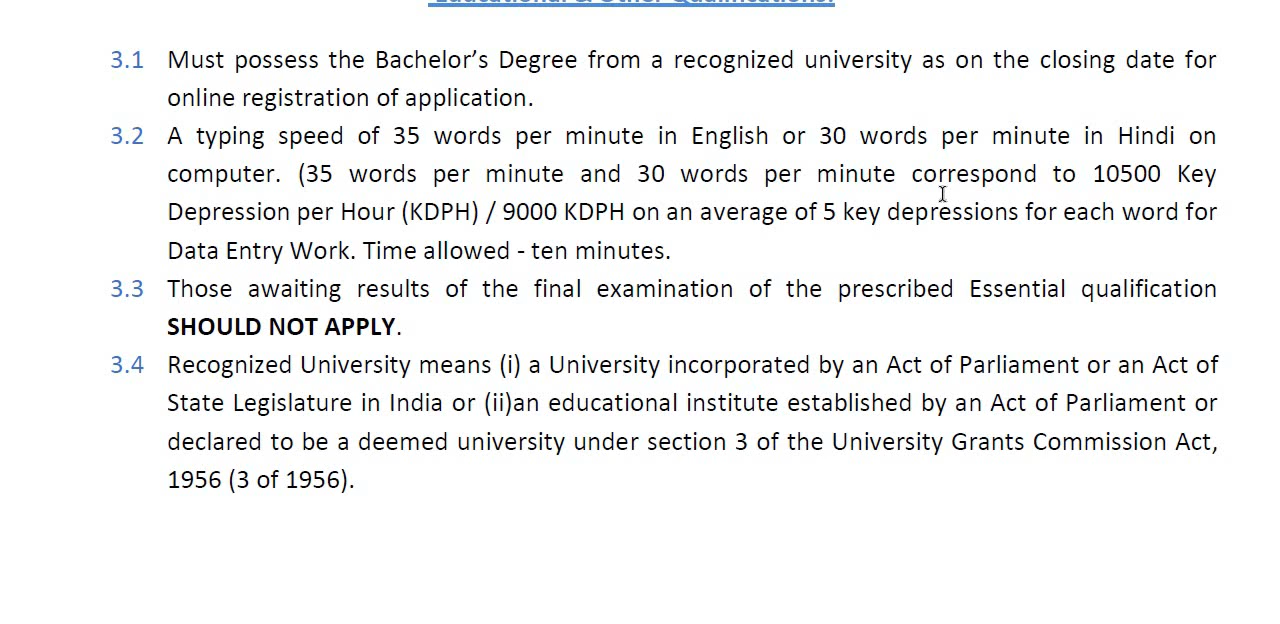 Educational & Other Qualifications:
3.1 Must possess the Bachelor’s Degree from a recognized university as on the closing date for
online registration of application.
3.2 A typing speed of 35 words per minute in English or 30 words per minute in Hindi on
computer. (35 words per minute and 30 words per minute correspond to 10500 Key
Depression per Hour (KDPH) / 9000 KDPH on an average of 5 key depressions for each word for
Data Entry Work. Time allowed - ten minutes.
3.3 Those awaiting results of the final examination of the prescribed Essential qualification
SHOULD NOT APPLY.
3.4 Recognized University means (i) a University incorporated by an Act of Parliament or an Act of
State Legislature in India or (ii)an educational institute established by an Act of Parliament or
declared to be a deemed university under section 3 of the University Grants Commission Act,
1956 (3 of 1956).